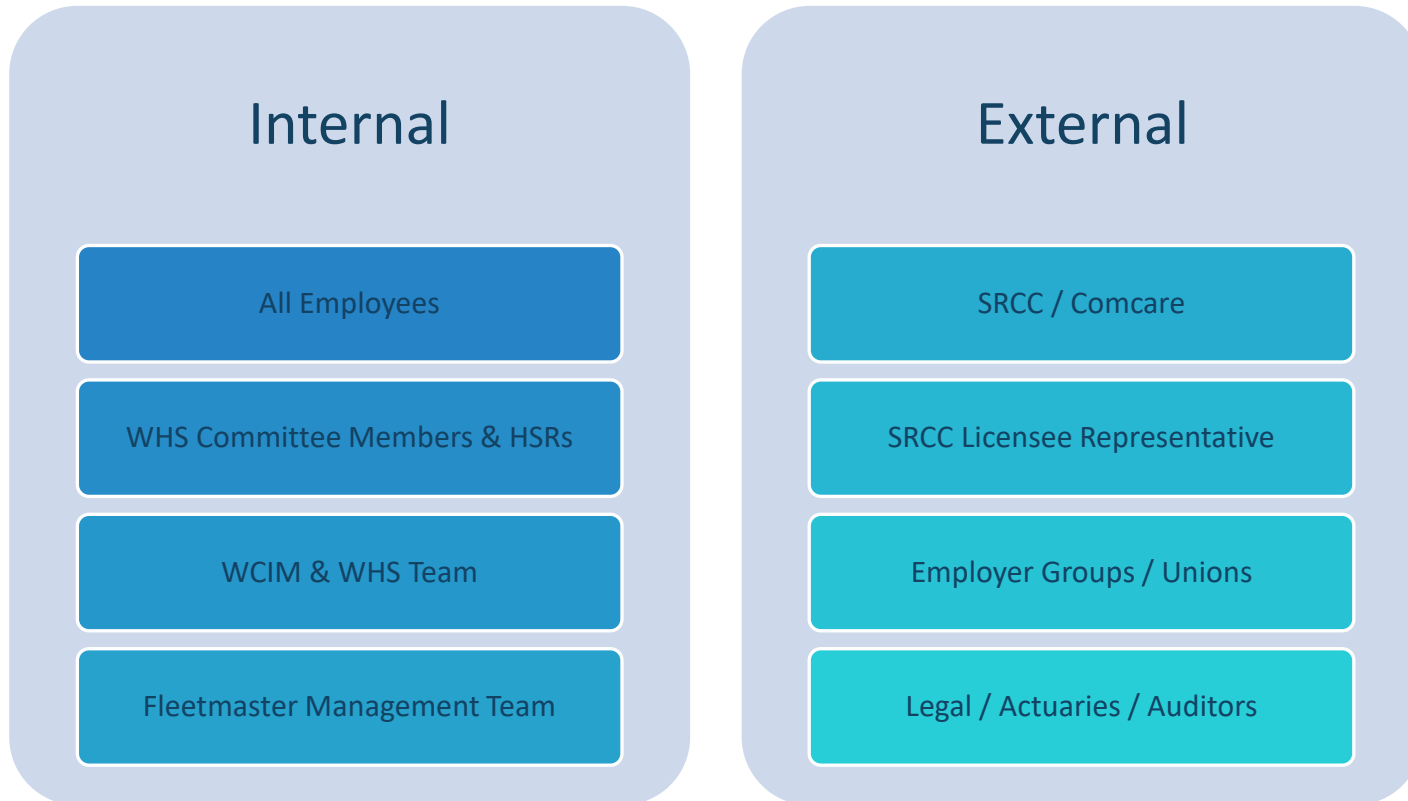 Internal
All Employees
WHS Committee Members & HSRs
WCIM & WHS Team
Fleetmaster Management Team
External
SRCC / Comcare
SRCC Licensee Representative
Employer Groups / Unions
Legal / Actuaries / Auditors